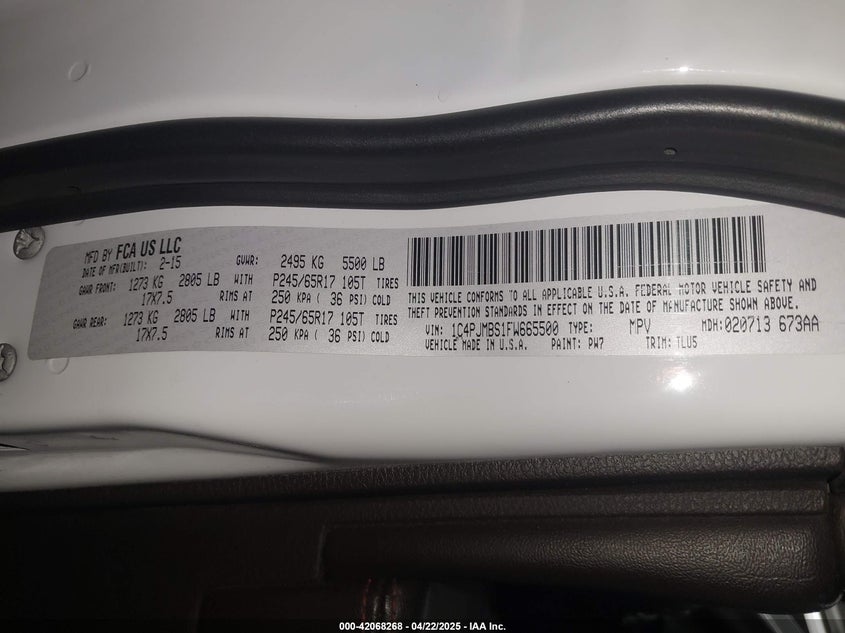 MFD BY FCA US LLC
DATE OF MFR(BUILT): 2-15 GVWR: 2495 KG 5500 LB
GAWR FRONT: 1273 KG 2805 LB WITH P245/65R17 105T TIRES
17X7.5 RIMS AT 250 KPA ( 36 PSI) COLD
GAWR REAR: 1273 KG 2805 LB WITH P245/65R17 105T TIRES
17X7.5 RIMS AT 250 KPA ( 36 PSI) COLD
THIS VEHICLE CONFORMS TO ALL APPLICABLE U.S.A. FEDERAL MOTOR VEHICLE SAFETY AND
THEFT PREVENTION STANDARDS IN EFFECT ON THE DATE OF MANUFACTURE SHOWN ABOVE.
VIN: 1C4PJMBS1FW665500 TYPE: MPV MDH:020713 673AA
VEHICLE MADE IN U.S.A. PAINT: PW7 TRIM: TLU5
000-42068268 - 04/22/2025 - IAA Inc.